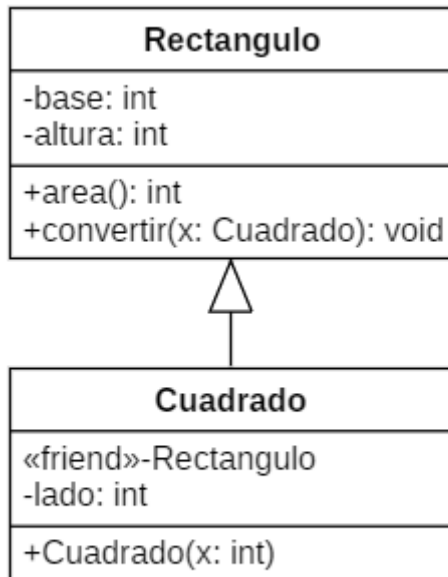 Rectangulo
-base: int
-altura: int
+area(): int
+convertir(x: Cuadrado): void
Cuadrado
«friend»-Rectangulo
-lado: int
+Cuadrado(x: int)